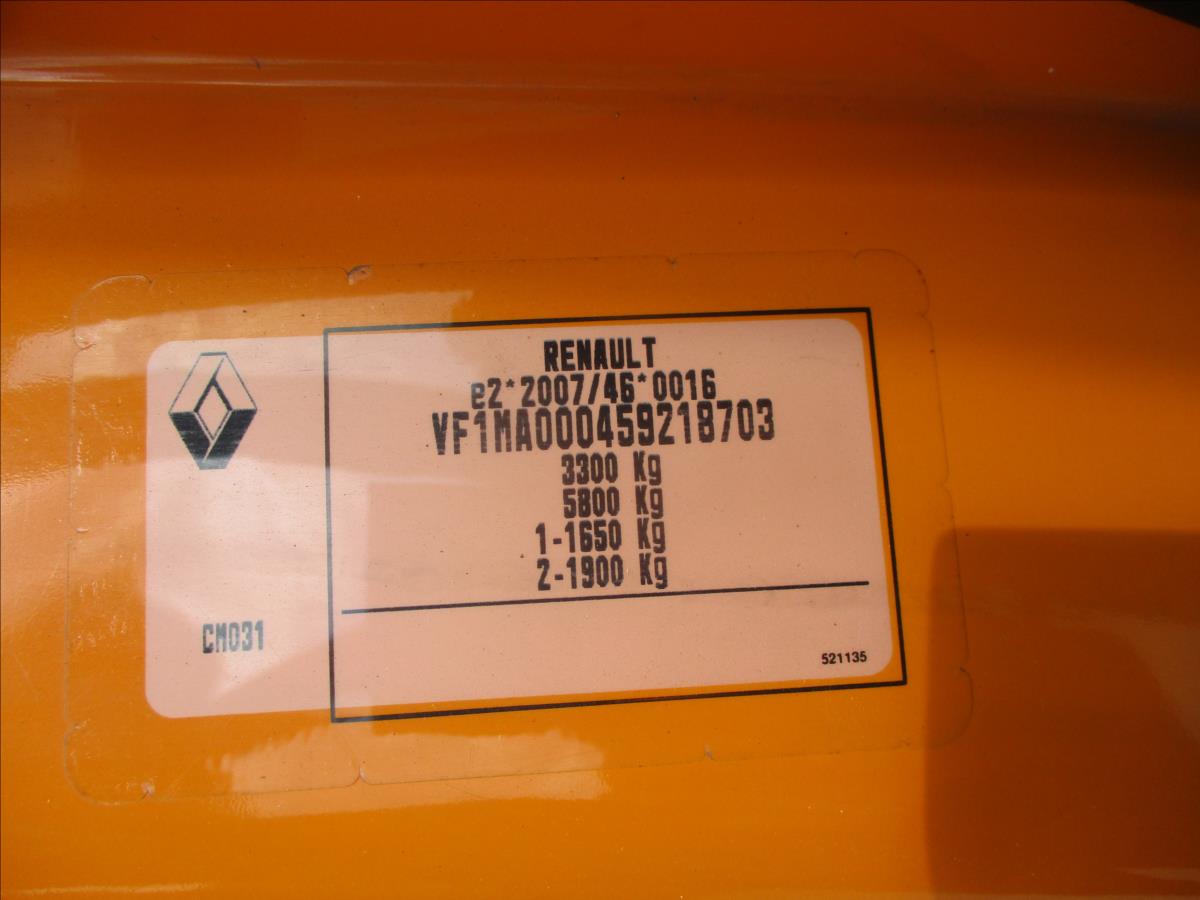 RENAULT
e2*2007/46*0016
VF1MA000459218703
3300 Kg
5800 Kg
1-1650 Kg
2-1900 Kg
CM031
521135